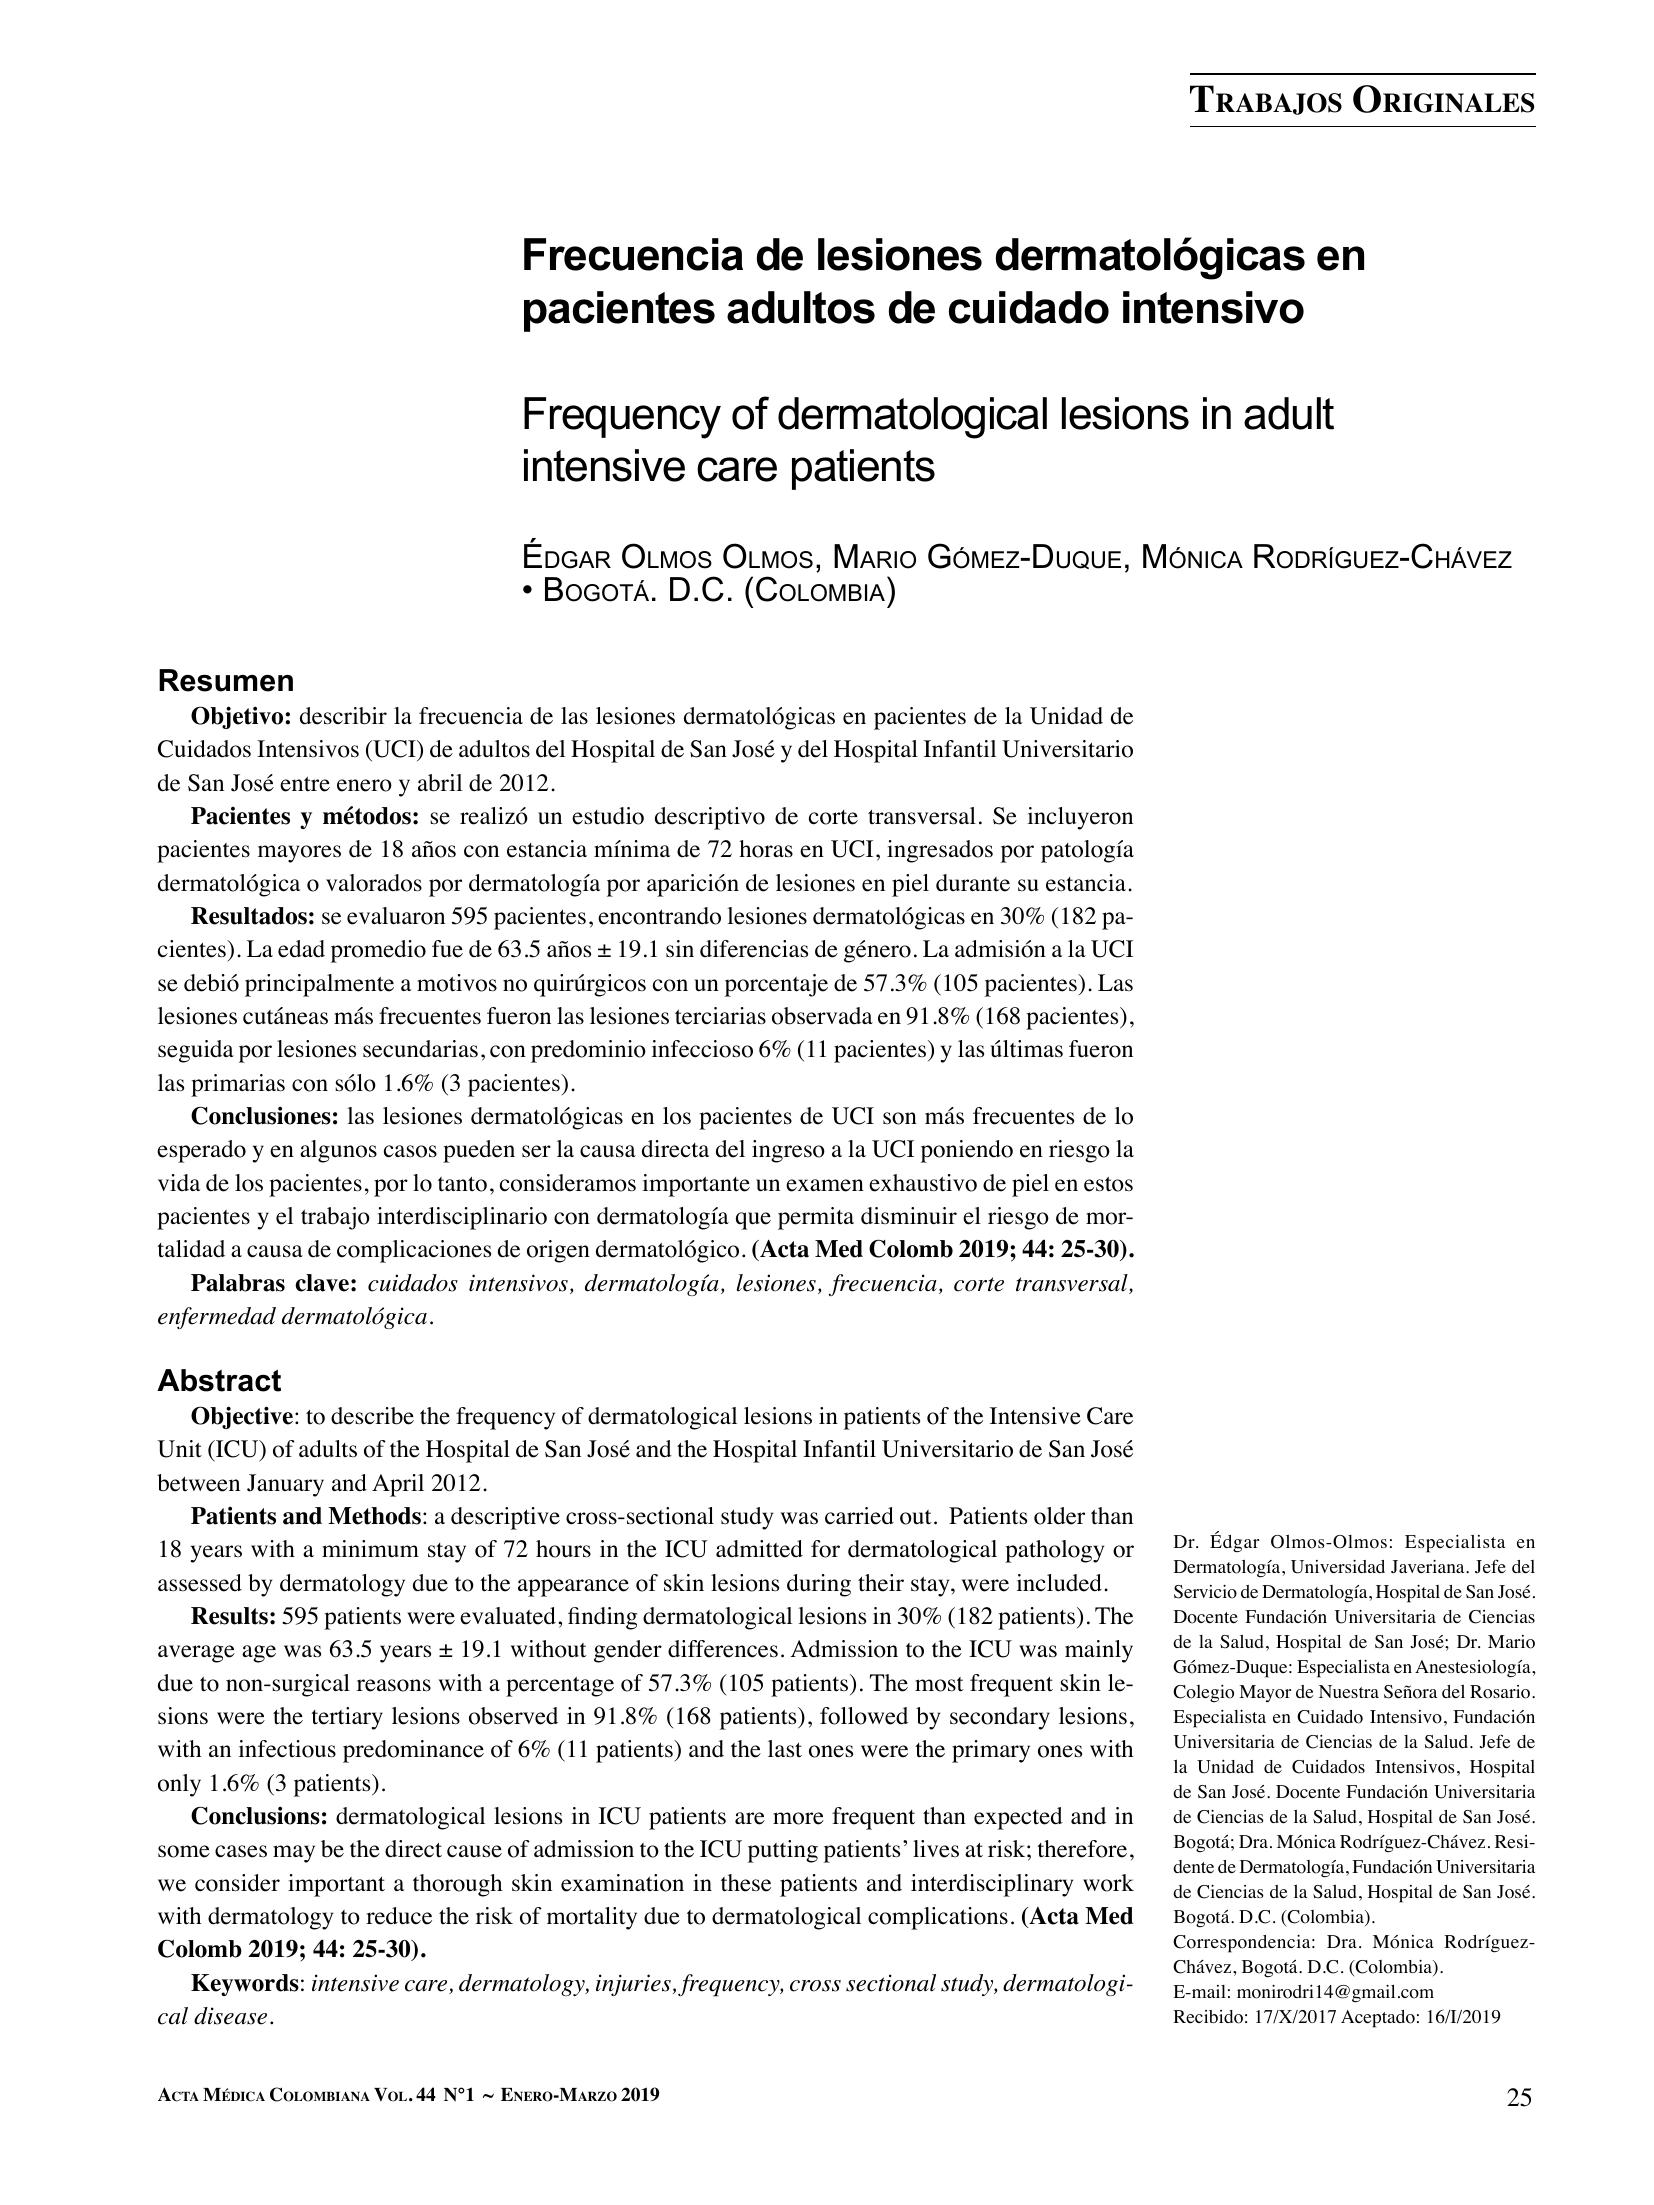 TRABAJOS ORIGINALES
Frecuencia de lesiones dermatológicas en
pacientes adultos de cuidado intensivo
Frequency of dermatological lesions in adult
intensive care patients
ÉDGAR OLMOS OLMOS, MARIO GÓMEZ-DUQUE, MÓNICA RODRÍGUEZ-CHÁVEZ
• BOGOTÁ. D.C. (COLOMBIA)
Resumen
Objetivo: describir la frecuencia de las lesiones dermatológicas en pacientes de la Unidad de
Cuidados Intensivos (UCI) de adultos del Hospital de San José y del Hospital Infantil Universitario
de San José entre enero y abril de 2012.
Pacientes y métodos: se realizó un estudio descriptivo de corte transversal. Se incluyeron
pacientes mayores de 18 años con estancia mínima de 72 horas en UCI, ingresados por patología
dermatológica o valorados por dermatología por aparición de lesiones en piel durante su estancia.
Resultados: se evaluaron 595 pacientes, encontrando lesiones dermatológicas en 30% (182 pa-
cientes). La edad promedio fue de 63.5 años ± 19.1 sin diferencias de género. La admisión a la UCI
se debió principalmente a motivos no quirúrgicos con un porcentaje de 57.3% (105 pacientes). Las
lesiones cutáneas más frecuentes fueron las lesiones terciarias observada en 91.8% (168 pacientes),
seguida por lesiones secundarias, con predominio infeccioso 6% (11 pacientes) y las últimas fueron
las primarias con sólo 1.6% (3 pacientes).
Conclusiones: las lesiones dermatológicas en los pacientes de UCI son más frecuentes de lo
esperado y en algunos casos pueden ser la causa directa del ingreso a la UCI poniendo en riesgo la
vida de los pacientes, por lo tanto, consideramos importante un examen exhaustivo de piel en estos
pacientes y el trabajo interdisciplinario con dermatología que permita disminuir el riesgo de mor-
talidad a causa de complicaciones de origen dermatológico. (Acta Med Colomb 2019; 44: 25-30).
Palabras clave: cuidados intensivos, dermatología, lesiones, frecuencia, corte transversal,
enfermedad dermatológica.
Abstract
Objective: to describe the frequency of dermatological lesions in patients of the Intensive Care
Unit (ICU) of adults of the Hospital de San José and the Hospital Infantil Universitario de San José
between January and April 2012.
Patients and Methods: a descriptive cross-sectional study was carried out. Patients older than
18 years with a minimum stay of 72 hours in the ICU admitted for dermatological pathology or
assessed by dermatology due to the appearance of skin lesions during their stay, were included.
Results: 595 patients were evaluated, finding dermatological lesions in 30% (182 patients). The
average age was 63.5 years ± 19.1 without gender differences. Admission to the ICU was mainly
due to non-surgical reasons with a percentage of 57.3% (105 patients). The most frequent skin le-
sions were the tertiary lesions observed in 91.8% (168 patients), followed by secondary lesions,
with an infectious predominance of 6% (11 patients) and the last ones were the primary ones with
only 1.6% (3 patients).
Conclusions: dermatological lesions in ICU patients are more frequent than expected and in
some cases may be the direct cause of admission to the ICU putting patients’ lives at risk; therefore,
we consider important a thorough skin examination in these patients and interdisciplinary work
with dermatology to reduce the risk of mortality due to dermatological complications. (Acta Med
Colomb 2019; 44: 25-30).
Keywords: intensive care, dermatology, injuries, frequency, cross sectional study, dermatologi-
cal disease.
Dr. Édgar Olmos-Olmos: Especialista en
Dermatología, Universidad Javeriana. Jefe del
Servicio de Dermatología, Hospital de San José.
Docente Fundación Universitaria de Ciencias
de la Salud, Hospital de San José; Dr. Mario
Gómez-Duque: Especialista en Anestesiología,
Colegio Mayor de Nuestra Señora del Rosario.
Especialista en Cuidado Intensivo, Fundación
Universitaria de Ciencias de la Salud. Jefe de
la Unidad de Cuidados Intensivos, Hospital
de San José. Docente Fundación Universitaria
de Ciencias de la Salud, Hospital de San José.
Bogotá; Dra. Mónica Rodríguez-Chávez. Resi-
dente de Dermatología, Fundación Universitaria
de Ciencias de la Salud, Hospital de San José.
Bogotá. D.C. (Colombia).
Correspondencia: Dra. Mónica Rodríguez-
Chávez, Bogotá. D.C. (Colombia).
E-mail: monirodri14@gmail.com
Recibido: 17/X/2017 Aceptado: 16/I/2019
ACTA MÉDICA COLOMBIANA VOL. 44 N°1 ~ ENERO-MARZO 2019
25